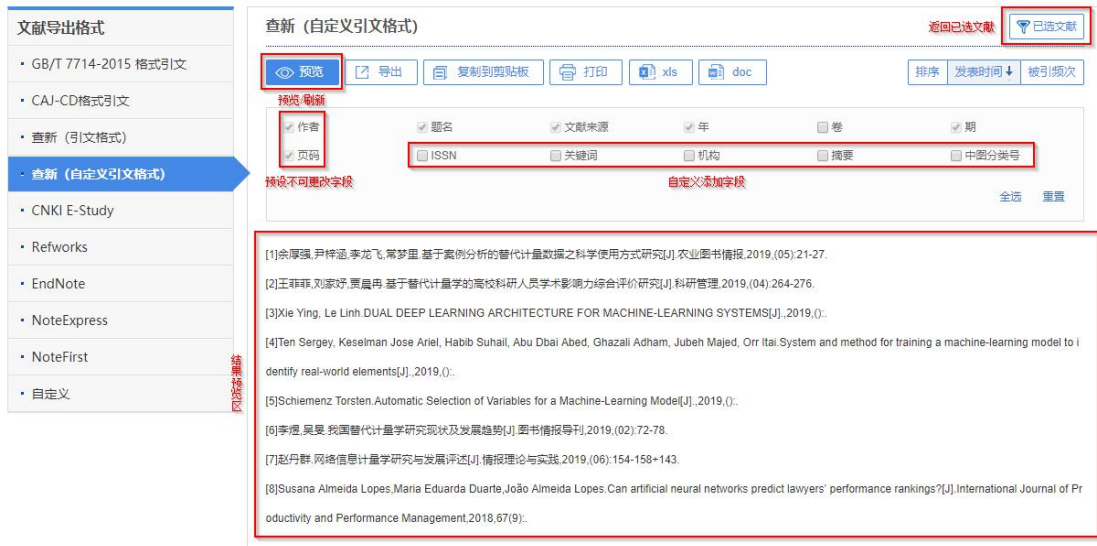 文献导出格式
GB/T 7714-2015 格式引文
CAJ-CD格式引文
查新（引文格式）
查新（自定义引文格式）
CNKI E-Study
Refworks
EndNote
NoteExpress
NoteFirst
自定义
结果预览区
查新（自定义引文格式）
返回已选文献 已选文献
预览 导出 复制到剪贴板 打印 xls doc 排序 发表时间 被引频次
预览/刷新
作者 题名 文献来源 年 卷 期
页码 ISSN 关键词 机构 摘要 中图分类号
预设不可更改字段 自定义添加字段
全选 重置
[1]余厚强,尹梓涵,李龙飞,常梦里.基于案例分析的替代计量数据之科学使用方式研究[J].农业图书情报,2019,(05):21-27.
[2]王菲菲,刘家妤,贾晨冉.基于替代计量学的高校科研人员学术影响力综合评价研究[J].科研管理,2019,(04):264-276.
[3]Xie Ying, Le Linh.DUAL DEEP LEARNING ARCHITECTURE FOR MACHINE-LEARNING SYSTEMS[J].,2019,():.
[4]Ten Sergey, Keselman Jose Ariel, Habib Suhail, Abu Dbai Abed, Ghazali Adham, Jubeh Majed, Orr Itai.System and method for training a machine-learning model to i
dentify real-world elements[J].,2019,():.
[5]Schiemenz Torsten.Automatic Selection of Variables for a Machine-Learning Model[J].,2019,():.
[6]李煜,吴旻.我国替代计量学研究现状及发展趋势[J].图书情报导刊,2019,(02):72-78.
[7]赵丹群.网络信息计量学研究与发展评述[J].情报理论与实践,2019,(06):154-158+143.
[8]Susana Almeida Lopes,Maria Eduarda Duarte,João Almeida Lopes.Can artificial neural networks predict lawyers' performance rankings?[J].International Journal of Pr
oductivity and Performance Management,2018,67(9):.